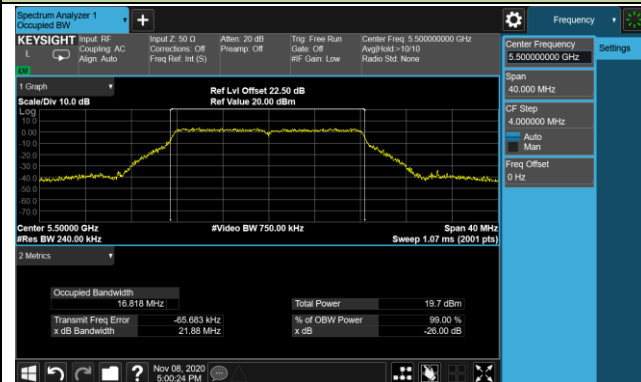 Spectrum Analyzer 1
Occupied BW
+
Frequency
KEYSIGHT
L
LXI
Input: RF
Coupling: AC
Align: Auto
Input Z: 50 Ω
Corrections: Off
Freq Ref: Int (S)
Atten: 20 dB
Preamp: Off
Trig: Free Run
Gate: Off
#IF Gain: Low
Center Freq: 5.500000000 GHz
Avg|Hold:>10/10
Radio Std: None
Center Frequency
5.500000000 GHz
Settings
Span
40.000 MHz
CF Step
4.000000 MHz
Auto
Man
Freq Offset
0 Hz
1 Graph
Scale/Div 10.0 dB
Ref Lvl Offset 22.50 dB
Ref Value 20.00 dBm
Log
10.0
0.00
-10.0
-20.0
-30.0
-40.0
-50.0
-60.0
-70.0
Center 5.50000 GHz
#Video BW 750.00 kHz
Span 40 MHz
#Res BW 240.00 kHz
Sweep 1.07 ms (2001 pts)
2 Metrics
Occupied Bandwidth
16.818 MHz
Total Power 19.7 dBm
Transmit Freq Error -65.683 kHz
% of OBW Power 99.00 %
x dB Bandwidth 21.88 MHz
x dB -26.00 dB
?
Nov 08, 2020
5:00:24 PM